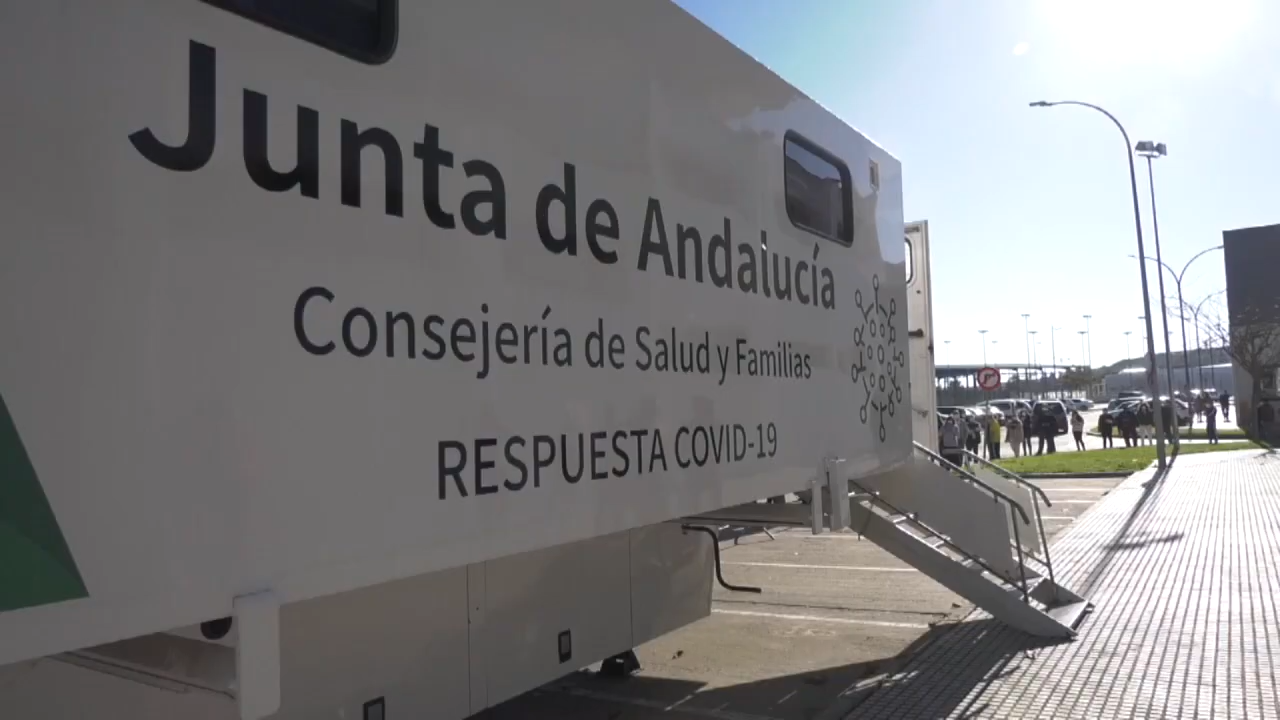 Junta de Andalucía
Consejería de Salud y Familias
RESPUESTA COVID-19